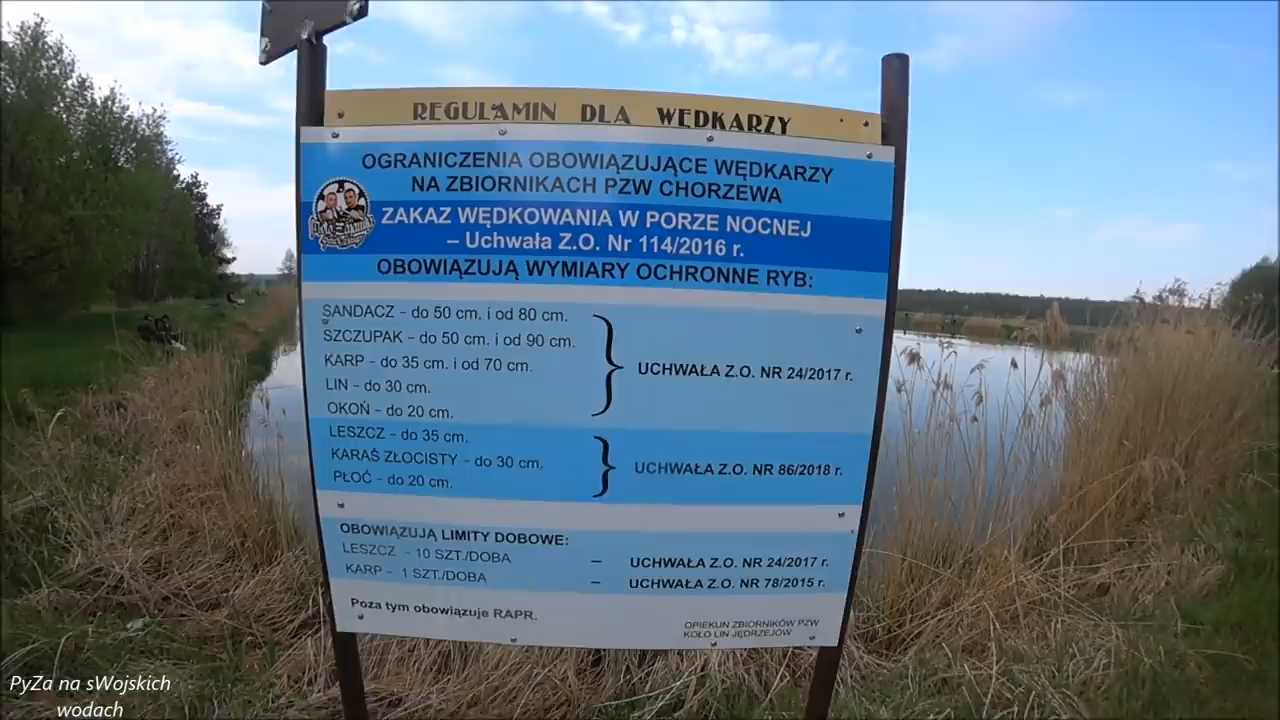 REGULAMIN DLA WĘDKARZY
OGRANICZENIA OBOWIĄZUJĄCE WĘDKARZY
NA ZBIORNIKACH PZW CHORZEWA
ZAKAZ WĘDKOWANIA W PORZE NOCNEJ
– Uchwała Z.O. Nr 114/2016 r.
OBOWIĄZUJĄ WYMIARY OCHRONNE RYB:
SANDACZ – do 50 cm. i od 80 cm.
SZCZUPAK – do 50 cm. i od 90 cm.
KARP – do 35 cm. i od 70 cm.
LIN – do 30 cm.
OKOŃ – do 20 cm.
UCHWAŁA Z.O. NR 24/2017 r.
LESZCZ – do 35 cm.
KARAŚ ZŁOCISTY – do 30 cm.
PŁOĆ – do 20 cm.
UCHWAŁA Z.O. NR 86/2018 r.
OBOWIĄZUJĄ LIMITY DOBOWE:
LESZCZ – 10 SZT./DOBA – UCHWAŁA Z.O. NR 24/2017 r.
KARP – 1 SZT./DOBA – UCHWAŁA Z.O. NR 78/2015 r.
Poza tym obowiązuje RAPR.
OPIEKUN ZBIORNIKÓW PZW
KOŁO LIN JĘDRZEJÓW
PyZa na sWojskich
wodach